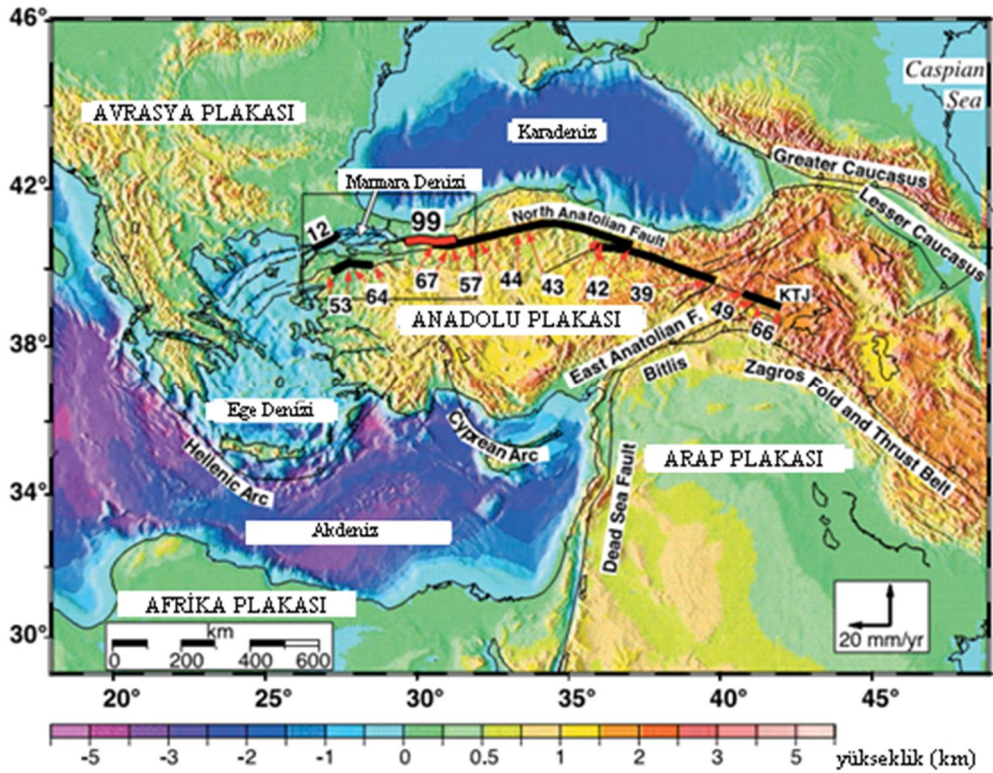 46°
Caspian
Sea
AVRASYA PLAKASI
Karadeniz
Greater Caucasus
42°
Marmara Denizi
Lesser Caucasus
99
North Anatolian Fault
12
67 57 44 43 42 39
53 64
KTJ
49 66
ANADOLU PLAKASI
38°
East Anatolian F.
Bitlis
Zagros Fold and Thrust Belt
Ege Denizi
Cyprean Arc
Hellenic Arc
ARAP PLAKASI
34°
Dead Sea Fault
Akdeniz
AFRİKA PLAKASI
30°
km
0 200 400 600
20 mm/yr
20° 25° 30° 35° 40° 45°
-5 -3 -2 -1 0 0.5 1 2 3 5 yükseklik (km)